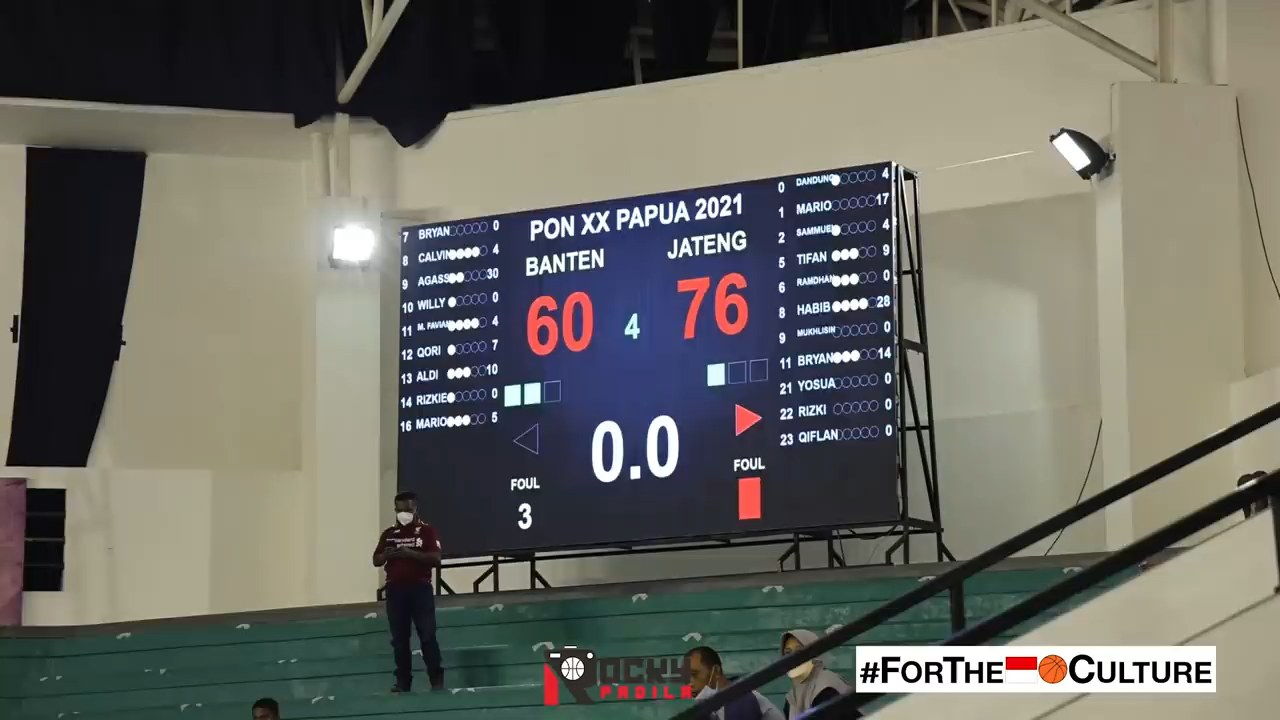 PON XX PAPUA 2021
BANTEN JATENG
60 4 76
0.0
FOUL FOUL
3
7 BRYAN 0
8 CALVIN 4
9 AGASS 30
10 WILLY 0
11 M. FAVIAN 4
12 QORI 7
13 ALDI 10
14 RIZKIE 0
16 MARIO 5
0 DANDUNG 4
1 MARIO 17
2 SAMMUEL 4
5 TIFAN 9
6 RAMDHAN 0
8 HABIB 28
9 MUKHLISIN 0
11 BRYAN 14
21 YOSUA 0
22 RIZKI 0
23 QIFLAN 0
ROCKY
PADILA
#FORTHECULTURE